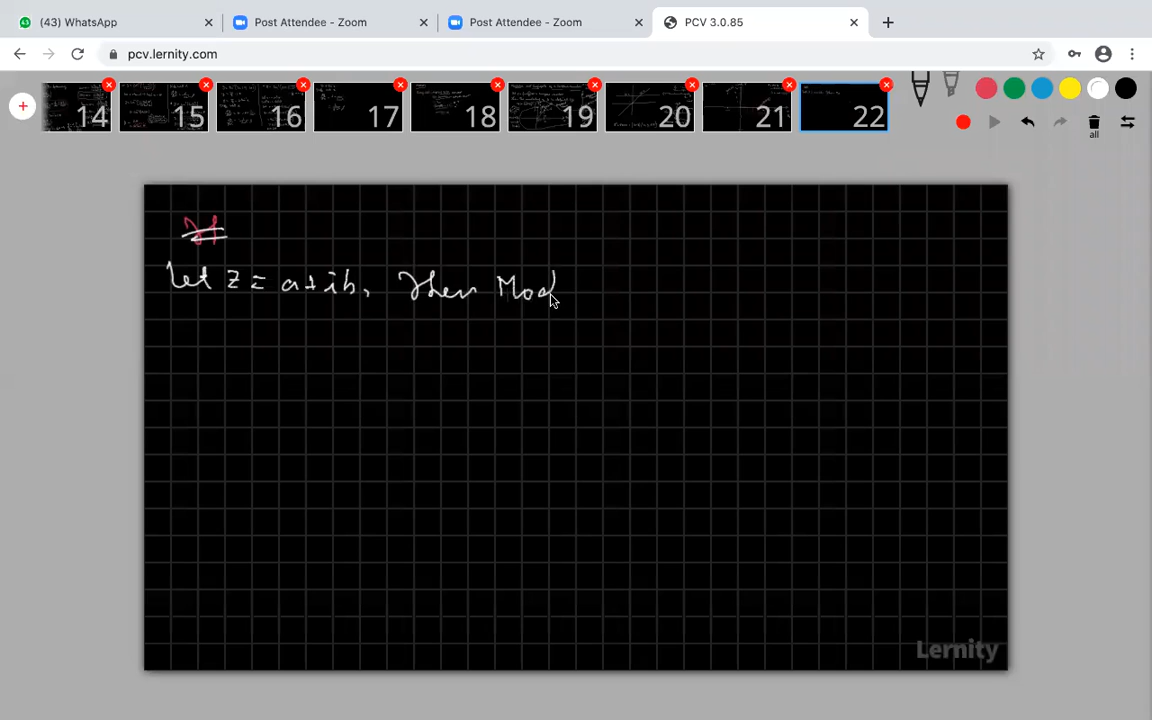 (43) WhatsApp
Post Attendee - Zoom
Post Attendee - Zoom
PCV 3.0.85
pcv.lernity.com
14
15
16
17
18
19
20
21
22
all
Let z = a + ib, Then Mod
Lernity